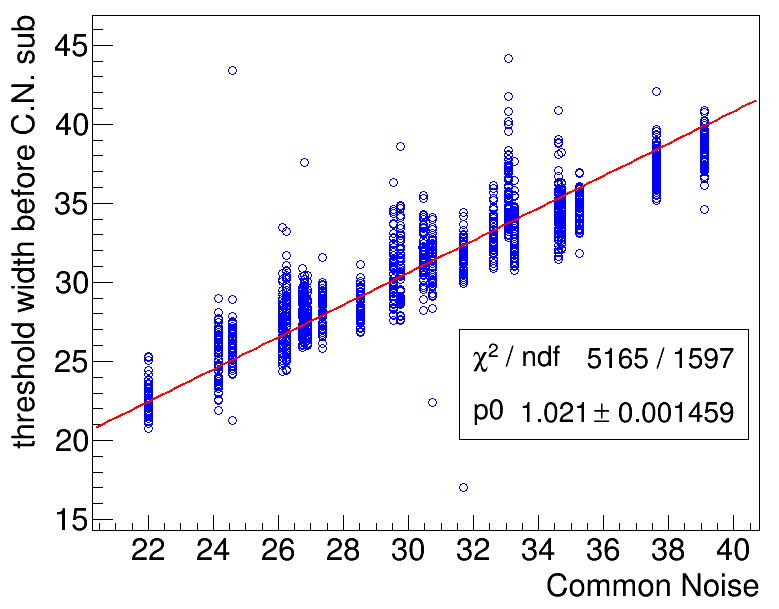 threshold width before C.N. sub
45
40
35
30
25
20
15
χ² / ndf 5165 / 1597
p0 1.021 ± 0.001459
22 24 26 28 30 32 34 36 38 40
Common Noise